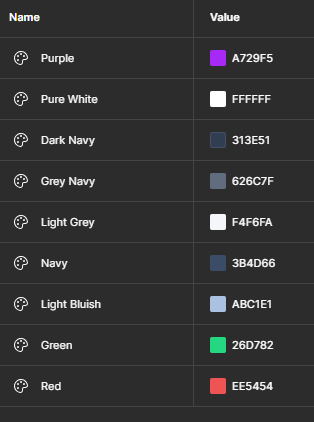 Name Value
Purple A729F5
Pure White FFFFFF
Dark Navy 313E51
Grey Navy 626C7F
Light Grey F4F6FA
Navy 3B4D66
Light Bluish ABC1E1
Green 26D782
Red EE5454